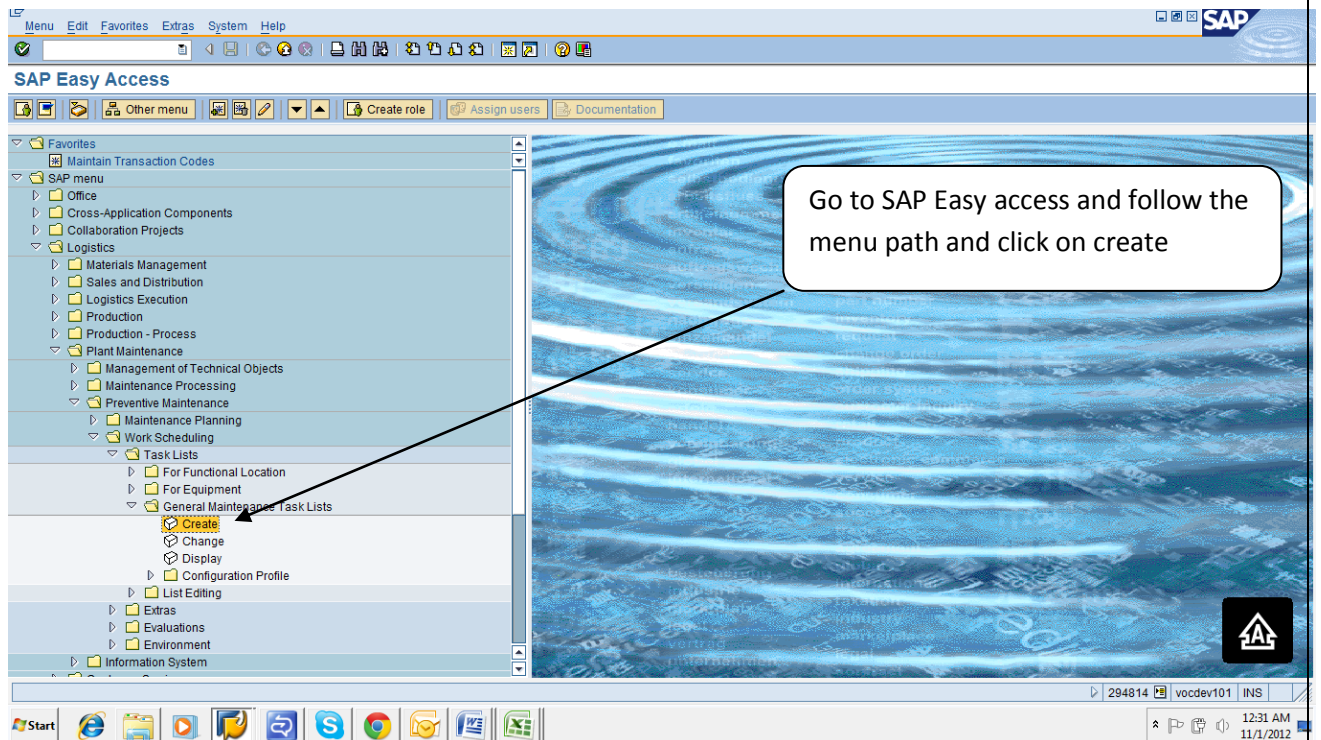 Menu Edit Favorites Extras System Help
SAP
SAP Easy Access
Other menu Create role Assign users Documentation
Favorites
Maintain Transaction Codes
SAP menu
Office
Cross-Application Components
Collaboration Projects
Logistics
Materials Management
Sales and Distribution
Logistics Execution
Production
Production - Process
Plant Maintenance
Management of Technical Objects
Maintenance Processing
Preventive Maintenance
Maintenance Planning
Work Scheduling
Task Lists
For Functional Location
For Equipment
General Maintenance Task Lists
Create
Change
Display
Configuration Profile
List Editing
Extras
Evaluations
Environment
Information System
Go to SAP Easy access and follow the
menu path and click on create
294814 vocdev101 INS
Start
12:31 AM
11/1/2012